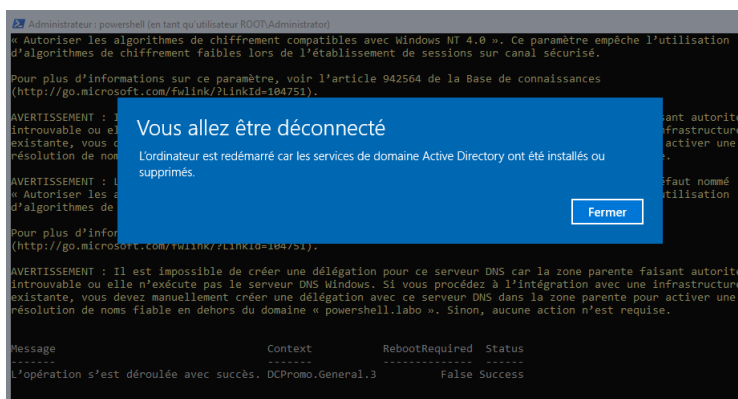 Administrateur : powershell (en tant qu'utilisateur ROOT\Administrator)
« Autoriser les algorithmes de chiffrement compatibles avec Windows NT 4.0 ». Ce paramètre empêche l'utilisation
d'algorithmes de chiffrement faibles lors de l'établissement de sessions sur canal sécurisé.
Pour plus d'informations sur ce paramètre, voir l'article 942564 de la Base de connaissances
(http://go.microsoft.com/fwlink/?LinkId=104751).
AVERTISSEMENT : I
sant autorité
introuvable ou el
nfrastructure
existante, vous d
activer une
résolution de nom
Vous allez être déconnecté
L'ordinateur est redémarré car les services de domaine Active Directory ont été installés ou
supprimés.
Fermer
AVERTISSEMENT : L
éfaut nommé
« Autoriser les a
utilisation
d'algorithmes de
Pour plus d'infor
(http://go.microsoft.com/fwlink/?LinkId=104751).
AVERTISSEMENT : Il est impossible de créer une délégation pour ce serveur DNS car la zone parente faisant autorité
introuvable ou elle n'exécute pas le serveur DNS Windows. Si vous procédez à l'intégration avec une infrastructure
existante, vous devez manuellement créer une délégation avec ce serveur DNS dans la zone parente pour activer une
résolution de noms fiable en dehors du domaine « powershell.labo ». Sinon, aucune action n'est requise.
Message Context RebootRequired Status
------- ------- -------------- ------
L'opération s'est déroulée avec succès. DCPromo.General.3 False Success